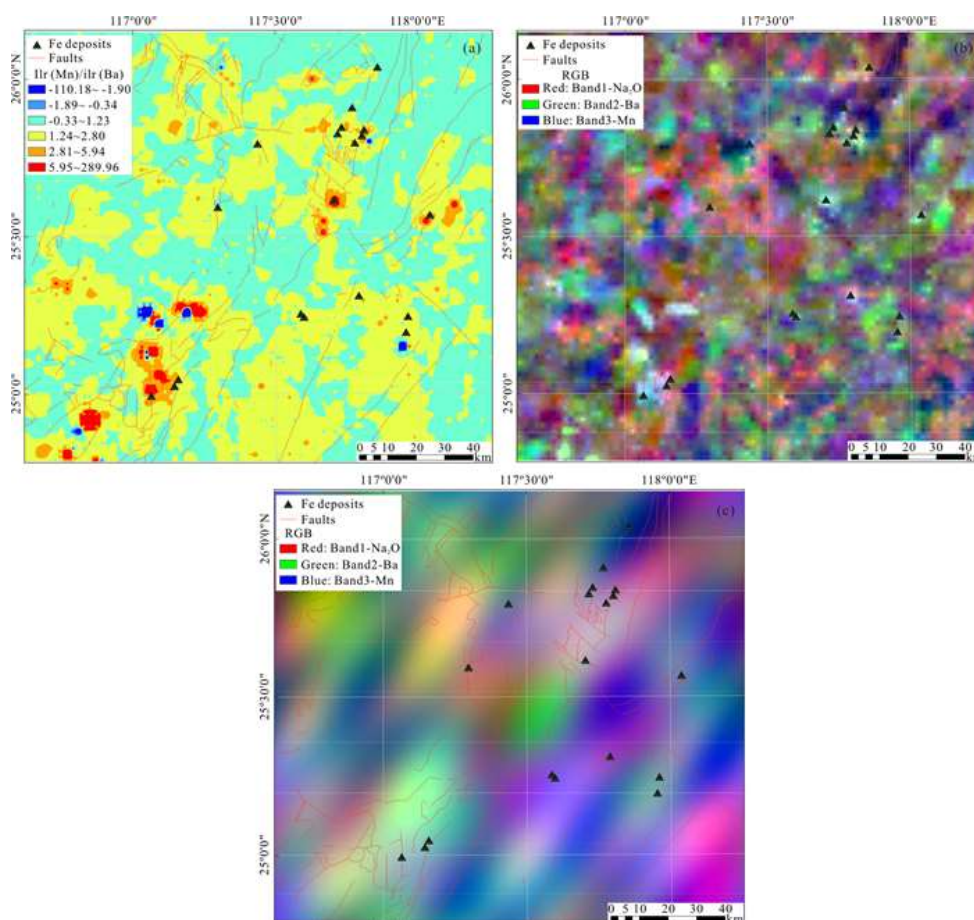 117°0'0" 117°30'0" 118°0'0"E
(a)
Fe deposits
Faults
Ilr (Mn)/ilr (Ba)
-110.18~ -1.90
-1.89~ -0.34
-0.33~1.23
1.24~2.80
2.81~5.94
5.95~289.96
26°0'0"N
25°30'0"
25°0'0"
0 5 10 20 30 40
km
117°0'0" 117°30'0" 118°0'0"E
(b)
Fe deposits
Faults
RGB
Red: Band1-Na₂O
Green: Band2-Ba
Blue: Band3-Mn
26°0'0"N
25°30'0"
25°0'0"
0 5 10 20 30 40
km
117°0'0" 117°30'0" 118°0'0"E
(c)
Fe deposits
Faults
RGB
Red: Band1-Na₂O
Green: Band2-Ba
Blue: Band3-Mn
26°0'0"N
25°30'0"
25°0'0"
0 5 10 20 30 40
km